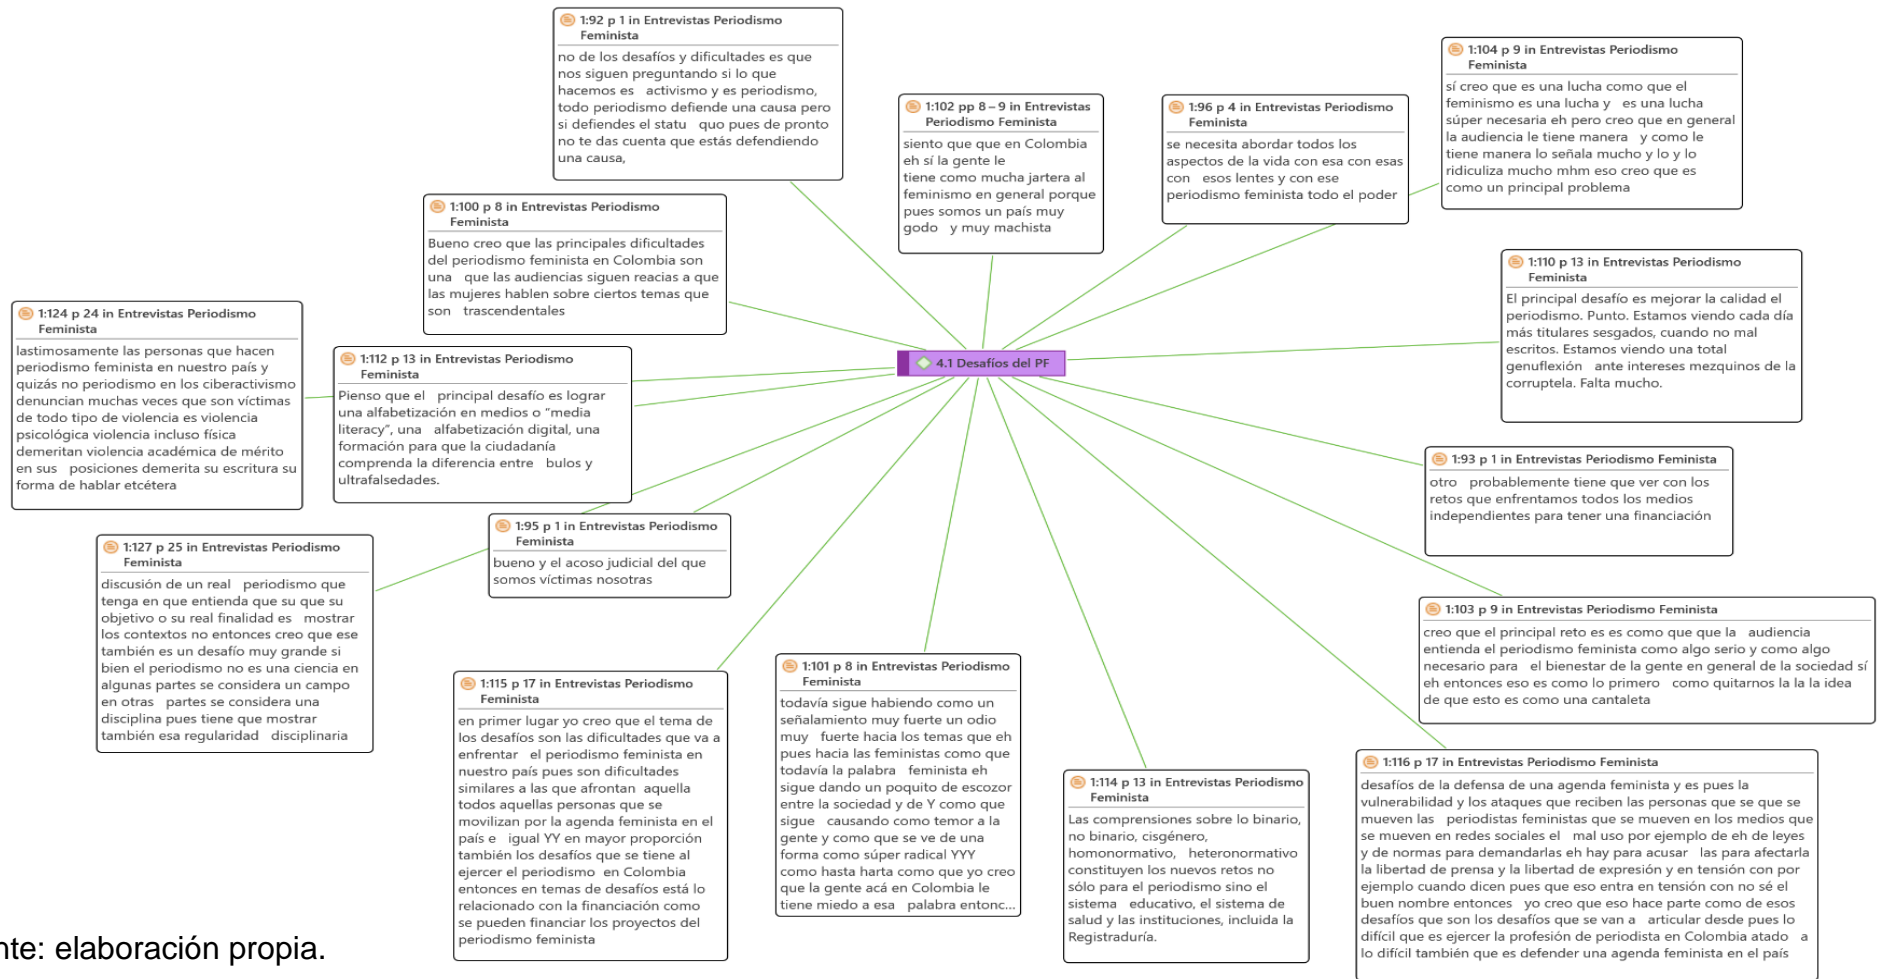 1:92 p 1 in Entrevistas Periodismo
Feminista
no de los desafíos y dificultades es que
nos siguen preguntando si lo que
hacemos es activismo y es periodismo,
todo periodismo defiende una causa pero
si defiendes el statu quo pues de pronto
no te das cuenta que estás defendiendo
una causa,
1:102 pp 8 – 9 in Entrevistas
Periodismo Feminista
siento que que en Colombia
eh sí la gente le
tiene como mucha jartera al
feminismo en general porque
pues somos un país muy
godo y muy machista
1:96 p 4 in Entrevistas Periodismo
Feminista
se necesita abordar todos los
aspectos de la vida con esa con esas
con esos lentes y con ese
periodismo feminista todo el poder
1:104 p 9 in Entrevistas Periodismo
Feminista
sí creo que es una lucha como que el
feminismo es una lucha y es una lucha
súper necesaria eh pero creo que en general
la audiencia le tiene manera y como le
tiene manera lo señala mucho y lo y lo
ridiculiza mucho mhm eso creo que es
como un principal problema
1:100 p 8 in Entrevistas Periodismo
Feminista
Bueno creo que las principales dificultades
del periodismo feminista en Colombia son
una que las audiencias siguen reacias a que
las mujeres hablen sobre ciertos temas que
son trascendentales
1:110 p 13 in Entrevistas Periodismo
Feminista
El principal desafío es mejorar la calidad el
periodismo. Punto. Estamos viendo cada día
más titulares sesgados, cuando no mal
escritos. Estamos viendo una total
genuflexión ante intereses mezquinos de la
corruptela. Falta mucho.
1:124 p 24 in Entrevistas Periodismo
Feminista
lastimosamente las personas que hacen
periodismo feminista en nuestro país y
quizás no periodismo en los ciberactivismo
denuncian muchas veces que son víctimas
de todo tipo de violencia es violencia
psicológica violencia incluso física
demeritan violencia académica de mérito
en sus posiciones demerita su escritura su
forma de hablar etcétera
1:112 p 13 in Entrevistas Periodismo
Feminista
Pienso que el principal desafío es lograr
una alfabetización en medios o "media
literacy", una alfabetización digital, una
formación para que la ciudadanía
comprenda la diferencia entre bulos y
ultrafalsedades.
4.1 Desafíos del PF
1:93 p 1 in Entrevistas Periodismo Feminista
otro probablemente tiene que ver con los
retos que enfrentamos todos los medios
independientes para tener una financiación
1:95 p 1 in Entrevistas Periodismo
Feminista
bueno y el acoso judicial del que
somos víctimas nosotras
1:127 p 25 in Entrevistas Periodismo
Feminista
discusión de un real periodismo que
tenga en que entienda que su que su
objetivo o su real finalidad es mostrar
los contextos no entonces creo que ese
también es un desafío muy grande si
bien el periodismo no es una ciencia en
algunas partes se considera un campo
en otras partes se considera una
disciplina pues tiene que mostrar
también esa regularidad disciplinaria
1:103 p 9 in Entrevistas Periodismo Feminista
creo que el principal reto es es como que que la audiencia
entienda el periodismo feminista como algo serio y como algo
necesario para el bienestar de la gente en general de la sociedad sí
eh entonces eso es como lo primero como quitarnos la la la idea
de que esto es como una cantaleta
1:115 p 17 in Entrevistas Periodismo
Feminista
en primer lugar yo creo que el tema de
los desafíos son las dificultades que va a
enfrentar el periodismo feminista en
nuestro país pues son dificultades
similares a las que afrontan aquella
todos aquellas personas que se
movilizan por la agenda feminista en el
país e igual YY en mayor proporción
también los desafíos que se tiene al
ejercer el periodismo en Colombia
entonces en temas de desafíos está lo
relacionado con la financiación como
se pueden financiar los proyectos del
periodismo feminista
1:101 p 8 in Entrevistas Periodismo
Feminista
todavía sigue habiendo como un
señalamiento muy fuerte un odio
muy fuerte hacia los temas que eh
pues hacia las feministas como que
todavía la palabra feminista eh
sigue dando un poquito de escozor
entre la sociedad y de Y como que
sigue causando como temor a la
gente y como que se ve de una
forma como súper radical YYY
como hasta harta como que yo creo
que la gente acá en Colombia le
tiene miedo a esa palabra entonc...
1:114 p 13 in Entrevistas Periodismo
Feminista
Las comprensiones sobre lo binario,
no binario, cisgénero,
homonormativo, heteronormativo
constituyen los nuevos retos no
sólo para el periodismo sino el
sistema educativo, el sistema de
salud y las instituciones, incluida la
Registraduría.
1:116 p 17 in Entrevistas Periodismo Feminista
desafíos de la defensa de una agenda feminista y es pues la
vulnerabilidad y los ataques que reciben las personas que se que se
mueven las periodistas feministas que se mueven en los medios que
se mueven en redes sociales el mal uso por ejemplo de eh de leyes
y de normas para demandarlas eh hay para acusar las para afectarla
la libertad de prensa y la libertad de expresión y en tensión con por
ejemplo cuando dicen pues que eso entra en tensión con no sé el
buen nombre entonces yo creo que eso hace parte como de esos
desafíos que son los desafíos que se van a articular desde pues lo
difícil que es ejercer la profesión de periodista en Colombia atado a
lo difícil también que es defender una agenda feminista en el país
nte: elaboración propia.